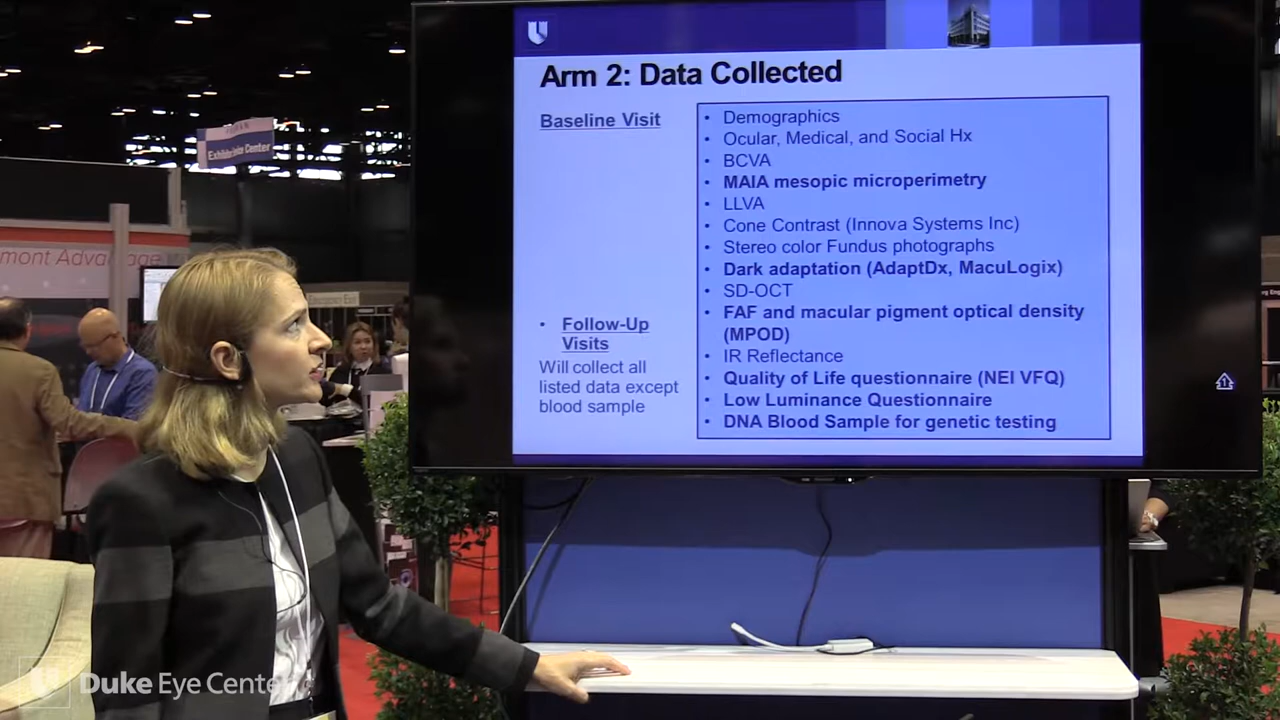 Arm 2: Data Collected
Baseline Visit
• Demographics
• Ocular, Medical, and Social Hx
• BCVA
• MAIA mesopic microperimetry
• LLVA
• Cone Contrast (Innova Systems Inc)
• Stereo color Fundus photographs
• Dark adaptation (AdaptDx, MacuLogix)
• SD-OCT
• FAF and macular pigment optical density
(MPOD)
• IR Reflectance
• Quality of Life questionnaire (NEI VFQ)
• Low Luminance Questionnaire
• DNA Blood Sample for genetic testing
• Follow-Up
Visits
Will collect all
listed data except
blood sample
mont Advantage
Emergency Exit
Duke Eye Center